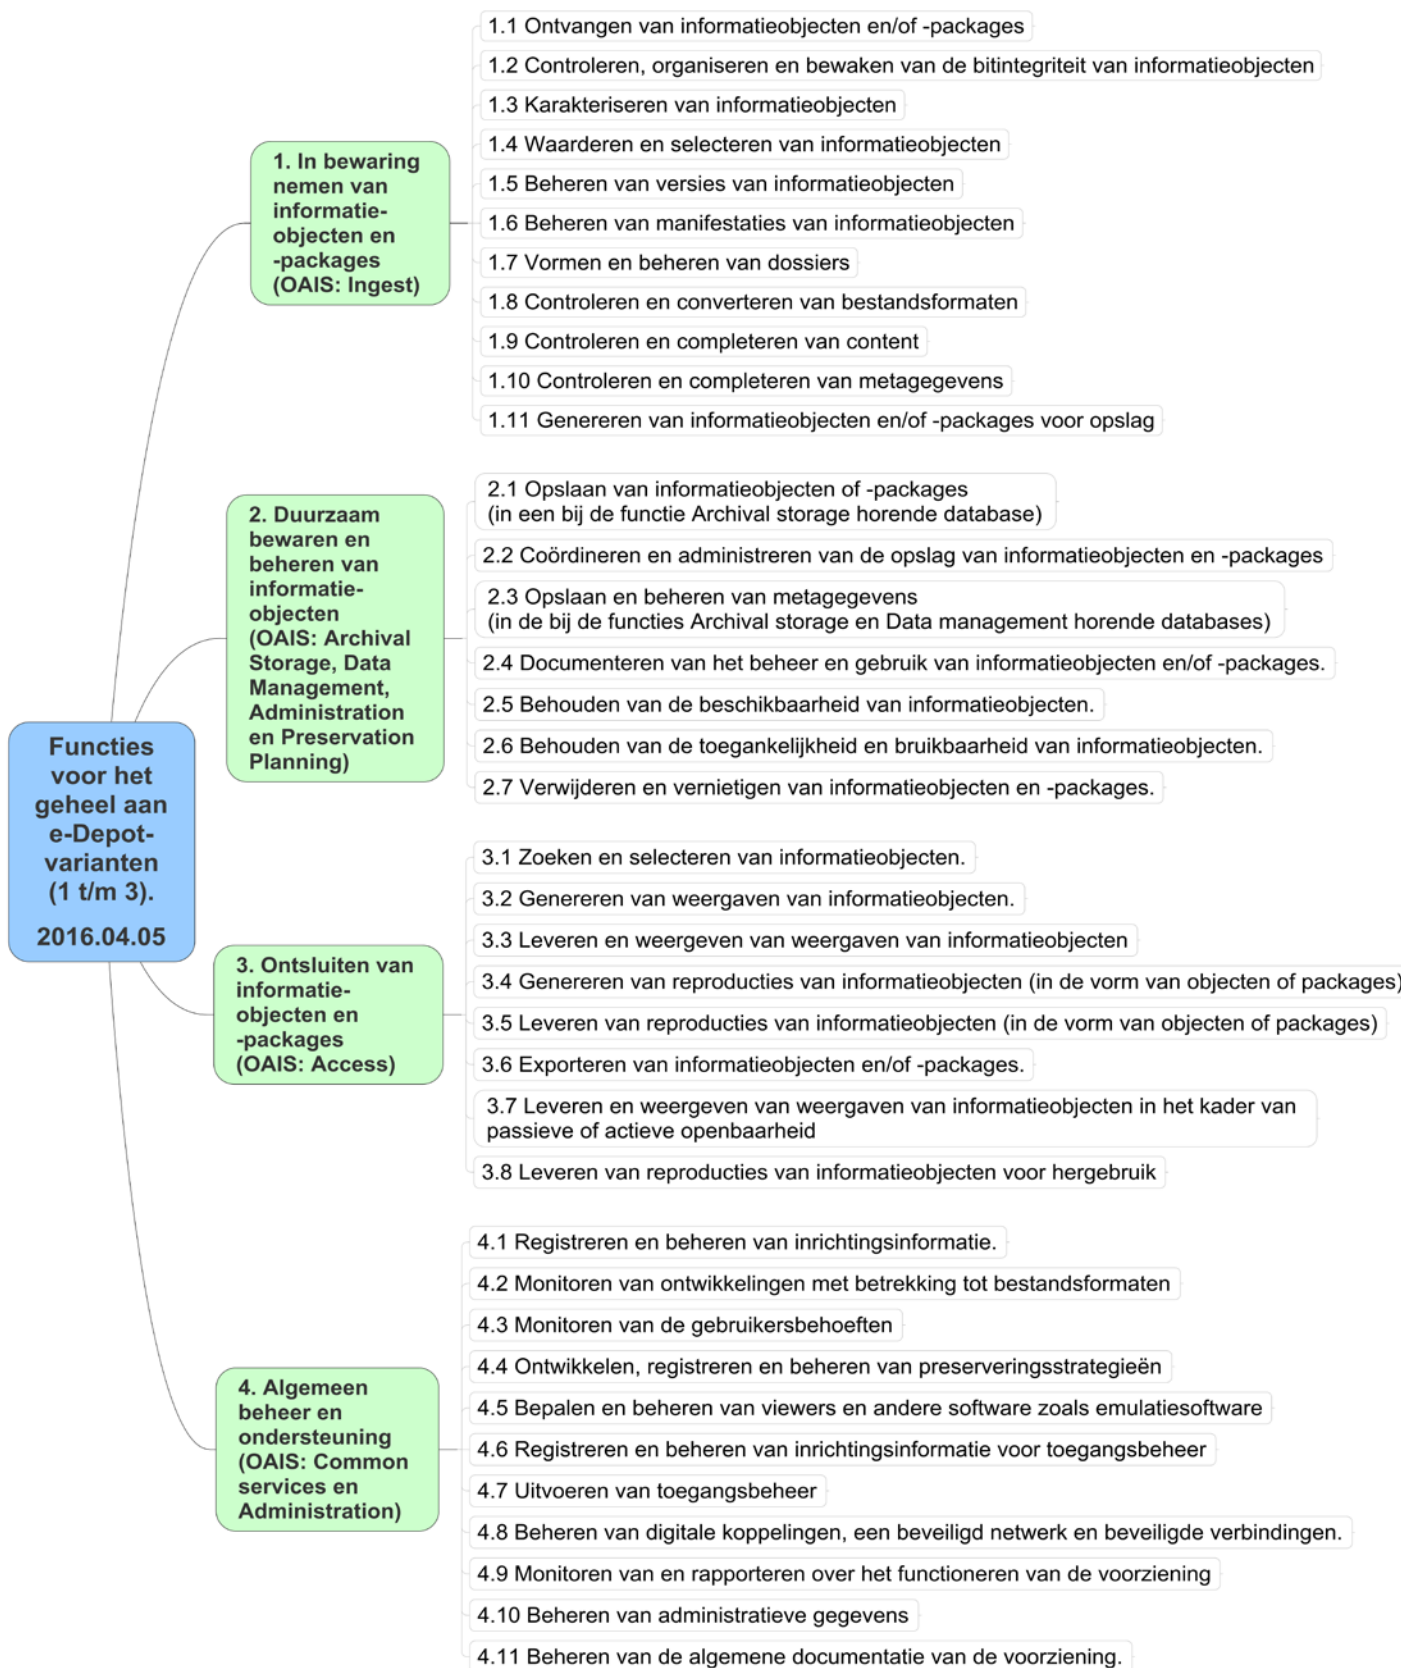 Functies
voor het
geheel aan
e-Depot-
varianten
(1 t/m 3).
2016.04.05
1. In bewaring
nemen van
informatie-
objecten en
-packages
(OAIS: Ingest)
1.1 Ontvangen van informatieobjecten en/of -packages
1.2 Controleren, organiseren en bewaken van de bitintegriteit van informatieobjecten
1.3 Karakteriseren van informatieobjecten
1.4 Waarderen en selecteren van informatieobjecten
1.5 Beheren van versies van informatieobjecten
1.6 Beheren van manifestaties van informatieobjecten
1.7 Vormen en beheren van dossiers
1.8 Controleren en converteren van bestandsformaten
1.9 Controleren en completeren van content
1.10 Controleren en completeren van metagegevens
1.11 Genereren van informatieobjecten en/of -packages voor opslag
2. Duurzaam
bewaren en
beheren van
informatie-
objecten
(OAIS: Archival
Storage, Data
Management,
Administration
en Preservation
Planning)
2.1 Opslaan van informatieobjecten of -packages
(in een bij de functie Archival storage horende database)
2.2 Coördineren en administreren van de opslag van informatieobjecten en -packages
2.3 Opslaan en beheren van metagegevens
(in de bij de functies Archival storage en Data management horende databases)
2.4 Documenteren van het beheer en gebruik van informatieobjecten en/of -packages.
2.5 Behouden van de beschikbaarheid van informatieobjecten.
2.6 Behouden van de toegankelijkheid en bruikbaarheid van informatieobjecten.
2.7 Verwijderen en vernietigen van informatieobjecten en -packages.
3. Ontsluiten van
informatie-
objecten en
-packages
(OAIS: Access)
3.1 Zoeken en selecteren van informatieobjecten.
3.2 Genereren van weergaven van informatieobjecten.
3.3 Leveren en weergeven van weergaven van informatieobjecten
3.4 Genereren van reproducties van informatieobjecten (in de vorm van objecten of packages)
3.5 Leveren van reproducties van informatieobjecten (in de vorm van objecten of packages)
3.6 Exporteren van informatieobjecten en/of -packages.
3.7 Leveren en weergeven van weergaven van informatieobjecten in het kader van
passieve of actieve openbaarheid
3.8 Leveren van reproducties van informatieobjecten voor hergebruik
4. Algemeen
beheer en
ondersteuning
(OAIS: Common
services en
Administration)
4.1 Registreren en beheren van inrichtingsinformatie.
4.2 Monitoren van ontwikkelingen met betrekking tot bestandsformaten
4.3 Monitoren van de gebruikersbehoeften
4.4 Ontwikkelen, registreren en beheren van preserveringsstrategieën
4.5 Bepalen en beheren van viewers en andere software zoals emulatiesoftware
4.6 Registreren en beheren van inrichtingsinformatie voor toegangsbeheer
4.7 Uitvoeren van toegangsbeheer
4.8 Beheren van digitale koppelingen, een beveiligd netwerk en beveiligde verbindingen.
4.9 Monitoren van en rapporteren over het functioneren van de voorziening
4.10 Beheren van administratieve gegevens
4.11 Beheren van de algemene documentatie van de voorziening.